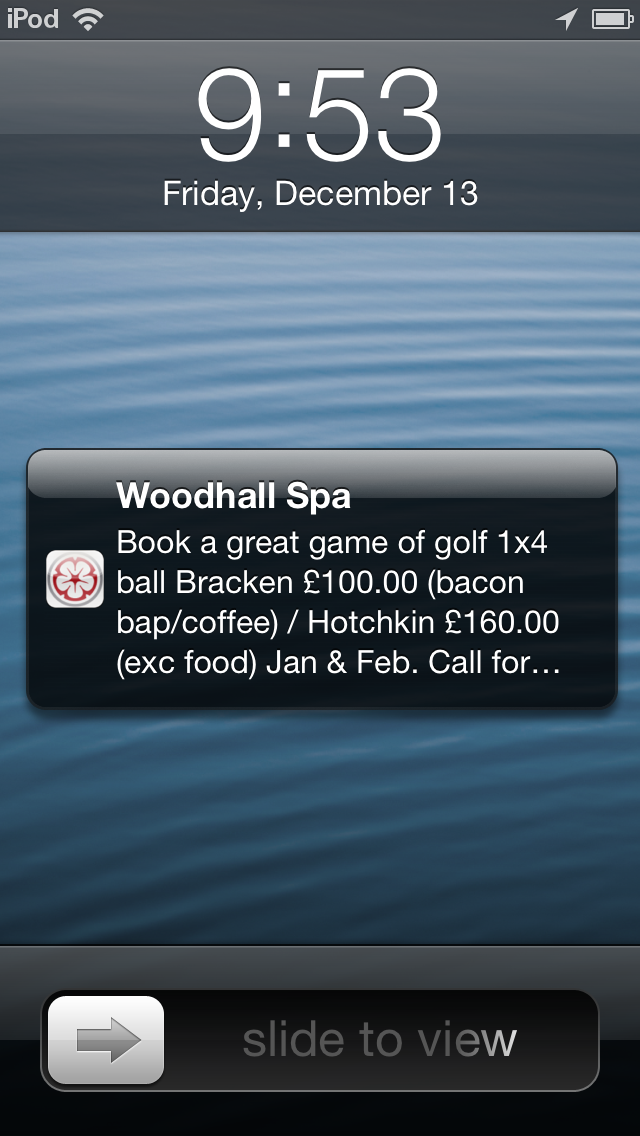 iPod
9:53
Friday, December 13
Woodhall Spa
Book a great game of golf 1x4
ball Bracken £100.00 (bacon
bap/coffee) / Hotchkin £160.00
(exc food) Jan & Feb. Call for…
slide to view